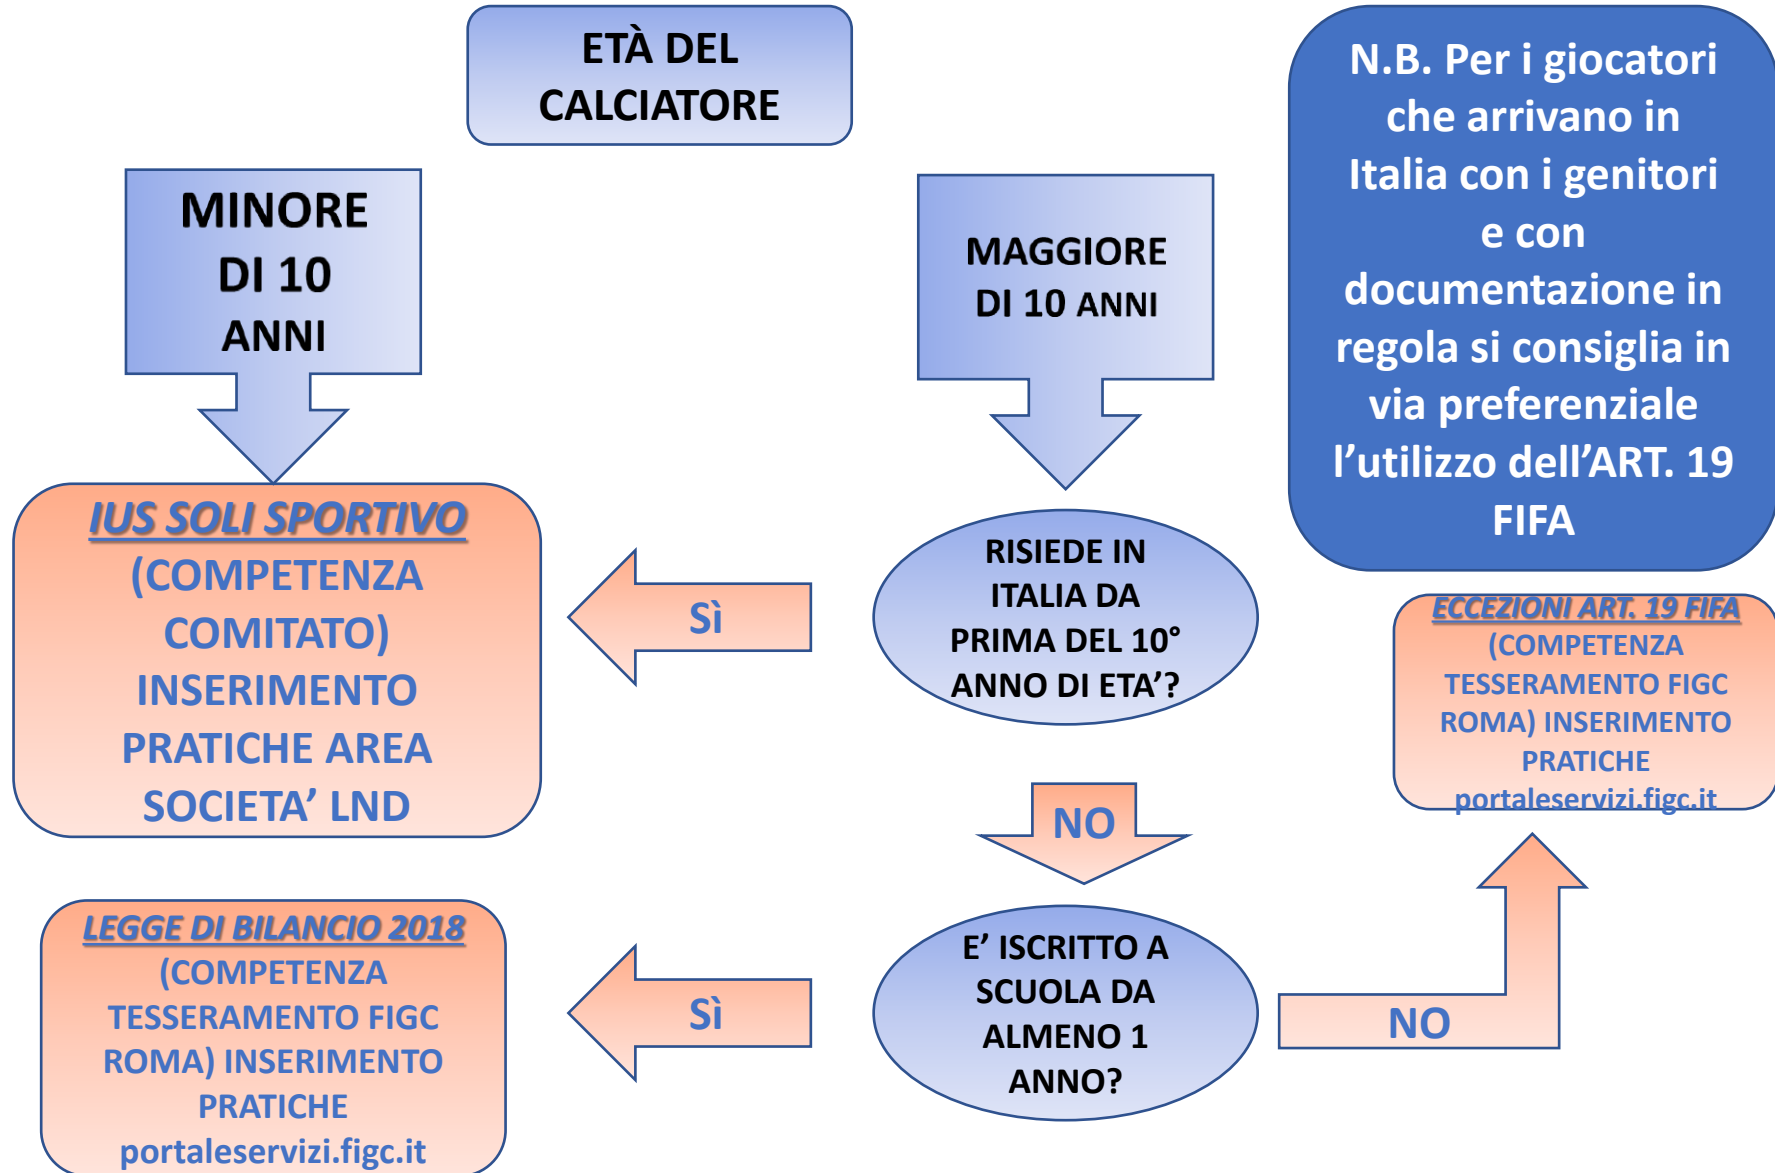 ETÀ DEL
CALCIATORE
N.B. Per i giocatori
che arrivano in
Italia con i genitori
e con
documentazione in
regola si consiglia in
via preferenziale
l’utilizzo dell’ART. 19
FIFA
MINORE
DI 10
ANNI
MAGGIORE
DI 10 ANNI
IUS SOLI SPORTIVO
(COMPETENZA
COMITATO)
INSERIMENTO
PRATICHE AREA
SOCIETA’ LND
Sì
RISIEDE IN
ITALIA DA
PRIMA DEL 10°
ANNO DI ETA’?
ECCEZIONI ART. 19 FIFA
(COMPETENZA
TESSERAMENTO FIGC
ROMA) INSERIMENTO
PRATICHE
portaleservizi.figc.it
NO
LEGGE DI BILANCIO 2018
(COMPETENZA
TESSERAMENTO FIGC
ROMA) INSERIMENTO
PRATICHE
portaleservizi.figc.it
Sì
E’ ISCRITTO A
SCUOLA DA
ALMENO 1
ANNO?
NO